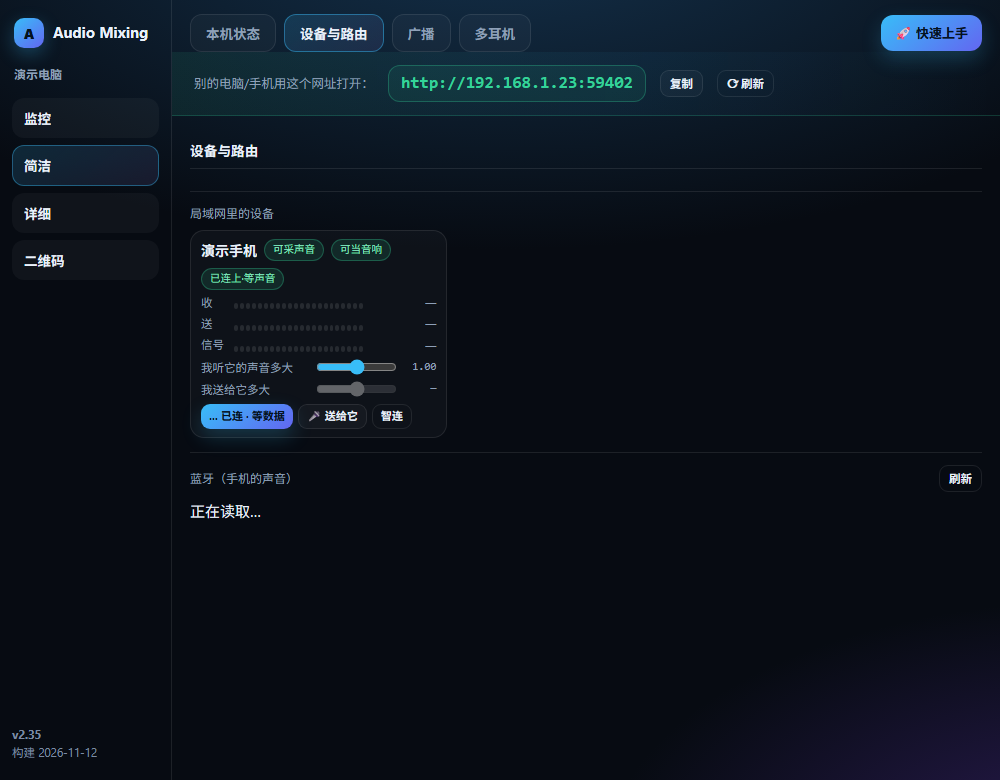 A Audio Mixing
演示电脑
监控
简洁
详细
二维码
v2.35
构建 2026-11-12
本机状态 设备与路由 广播 多耳机 快速上手
别的电脑/手机用这个网址打开： http://192.168.1.23:59402 复制 刷新
设备与路由
局域网里的设备
演示手机 可采声音 可当音响
已连上·等声音
收 —
送 —
信号 —
我听它的声音多大 1.00
我送给它多大 —
… 已连 · 等数据 送给它 智连
蓝牙（手机的声音） 刷新
正在读取…